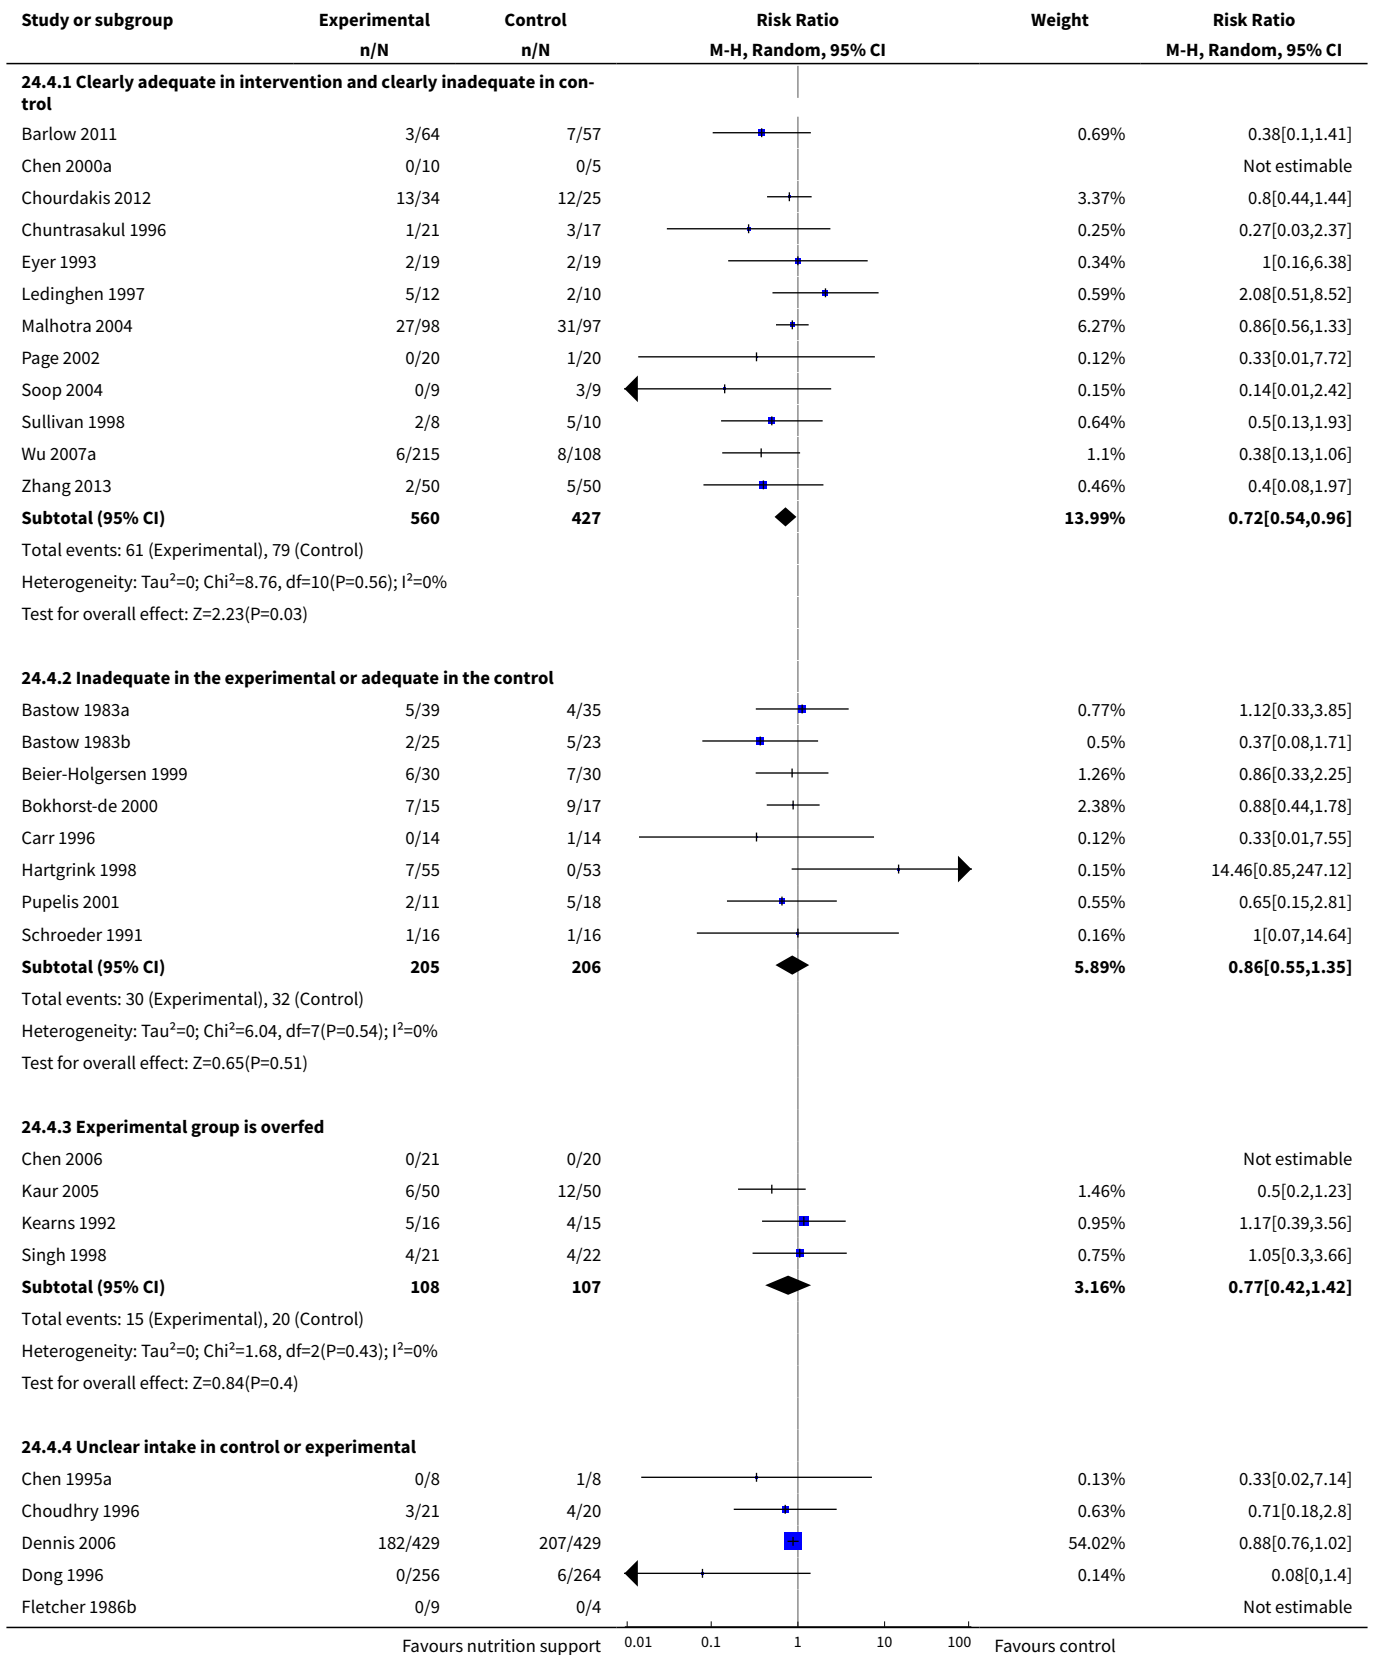 Study or subgroup Experimental Control Risk Ratio Weight Risk Ratio
n/N n/N M-H, Random, 95% CI M-H, Random, 95% CI
24.4.1 Clearly adequate in intervention and clearly inadequate in con-
trol
Barlow 2011 3/64 7/57 0.69% 0.38[0.1,1.41]
Chen 2000a 0/10 0/5 Not estimable
Chourdakis 2012 13/34 12/25 3.37% 0.8[0.44,1.44]
Chuntrasakul 1996 1/21 3/17 0.25% 0.27[0.03,2.37]
Eyer 1993 2/19 2/19 0.34% 1[0.16,6.38]
Ledinghen 1997 5/12 2/10 0.59% 2.08[0.51,8.52]
Malhotra 2004 27/98 31/97 6.27% 0.86[0.56,1.33]
Page 2002 0/20 1/20 0.12% 0.33[0.01,7.72]
Soop 2004 0/9 3/9 0.15% 0.14[0.01,2.42]
Sullivan 1998 2/8 5/10 0.64% 0.5[0.13,1.93]
Wu 2007a 6/215 8/108 1.1% 0.38[0.13,1.06]
Zhang 2013 2/50 5/50 0.46% 0.4[0.08,1.97]
Subtotal (95% CI) 560 427 13.99% 0.72[0.54,0.96]
Total events: 61 (Experimental), 79 (Control)
Heterogeneity: Tau²=0; Chi²=8.76, df=10(P=0.56); I²=0%
Test for overall effect: Z=2.23(P=0.03)
24.4.2 Inadequate in the experimental or adequate in the control
Bastow 1983a 5/39 4/35 0.77% 1.12[0.33,3.85]
Bastow 1983b 2/25 5/23 0.5% 0.37[0.08,1.71]
Beier-Holgersen 1999 6/30 7/30 1.26% 0.86[0.33,2.25]
Bokhorst-de 2000 7/15 9/17 2.38% 0.88[0.44,1.78]
Carr 1996 0/14 1/14 0.12% 0.33[0.01,7.55]
Hartgrink 1998 7/55 0/53 0.15% 14.46[0.85,247.12]
Pupelis 2001 2/11 5/18 0.55% 0.65[0.15,2.81]
Schroeder 1991 1/16 1/16 0.16% 1[0.07,14.64]
Subtotal (95% CI) 205 206 5.89% 0.86[0.55,1.35]
Total events: 30 (Experimental), 32 (Control)
Heterogeneity: Tau²=0; Chi²=6.04, df=7(P=0.54); I²=0%
Test for overall effect: Z=0.65(P=0.51)
24.4.3 Experimental group is overfed
Chen 2006 0/21 0/20 Not estimable
Kaur 2005 6/50 12/50 1.46% 0.5[0.2,1.23]
Kearns 1992 5/16 4/15 0.95% 1.17[0.39,3.56]
Singh 1998 4/21 4/22 0.75% 1.05[0.3,3.66]
Subtotal (95% CI) 108 107 3.16% 0.77[0.42,1.42]
Total events: 15 (Experimental), 20 (Control)
Heterogeneity: Tau²=0; Chi²=1.68, df=2(P=0.43); I²=0%
Test for overall effect: Z=0.84(P=0.4)
24.4.4 Unclear intake in control or experimental
Chen 1995a 0/8 1/8 0.13% 0.33[0.02,7.14]
Choudhry 1996 3/21 4/20 0.63% 0.71[0.18,2.8]
Dennis 2006 182/429 207/429 54.02% 0.88[0.76,1.02]
Dong 1996 0/256 6/264 0.14% 0.08[0,1.4]
Fletcher 1986b 0/9 0/4 Not estimable
Favours nutrition support 0.01 0.1 1 10 100 Favours control